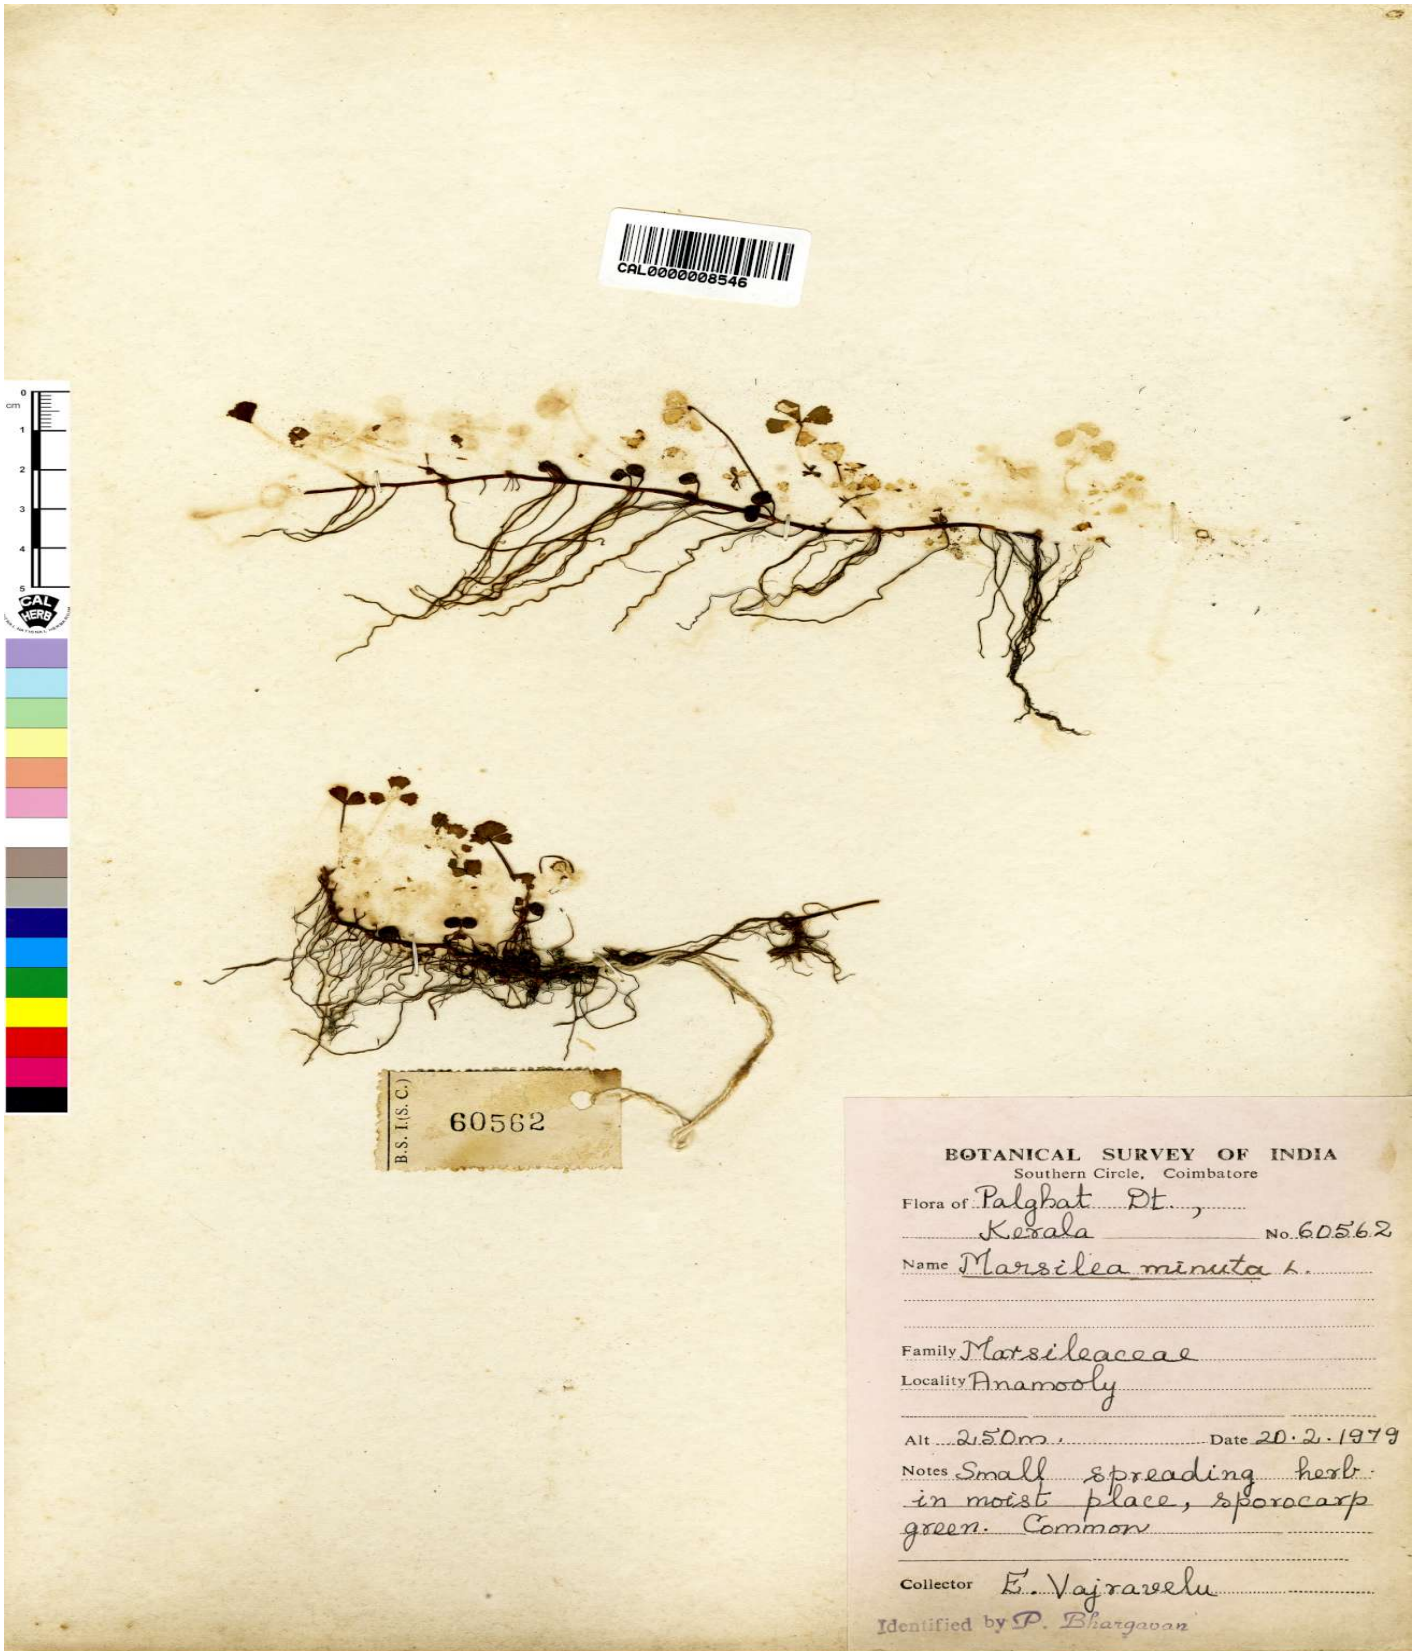 CAL0000008546
0
cm
1
2
3
4
5
CAL
HERB
B.S.I.(S.C.)
60562
BOTANICAL SURVEY OF INDIA
Southern Circle, Coimbatore
Flora of Palghat Dt.,
Kerala No. 60562
Name Marsilea minuta L.
Family Marsileaceae
Locality Anamooly
Alt 250m. Date 20.2.1979
Notes Small spreading herb
in moist place, sporocarp
green. Common
Collector E. Vajravelu
Identified by P. Bhargavan